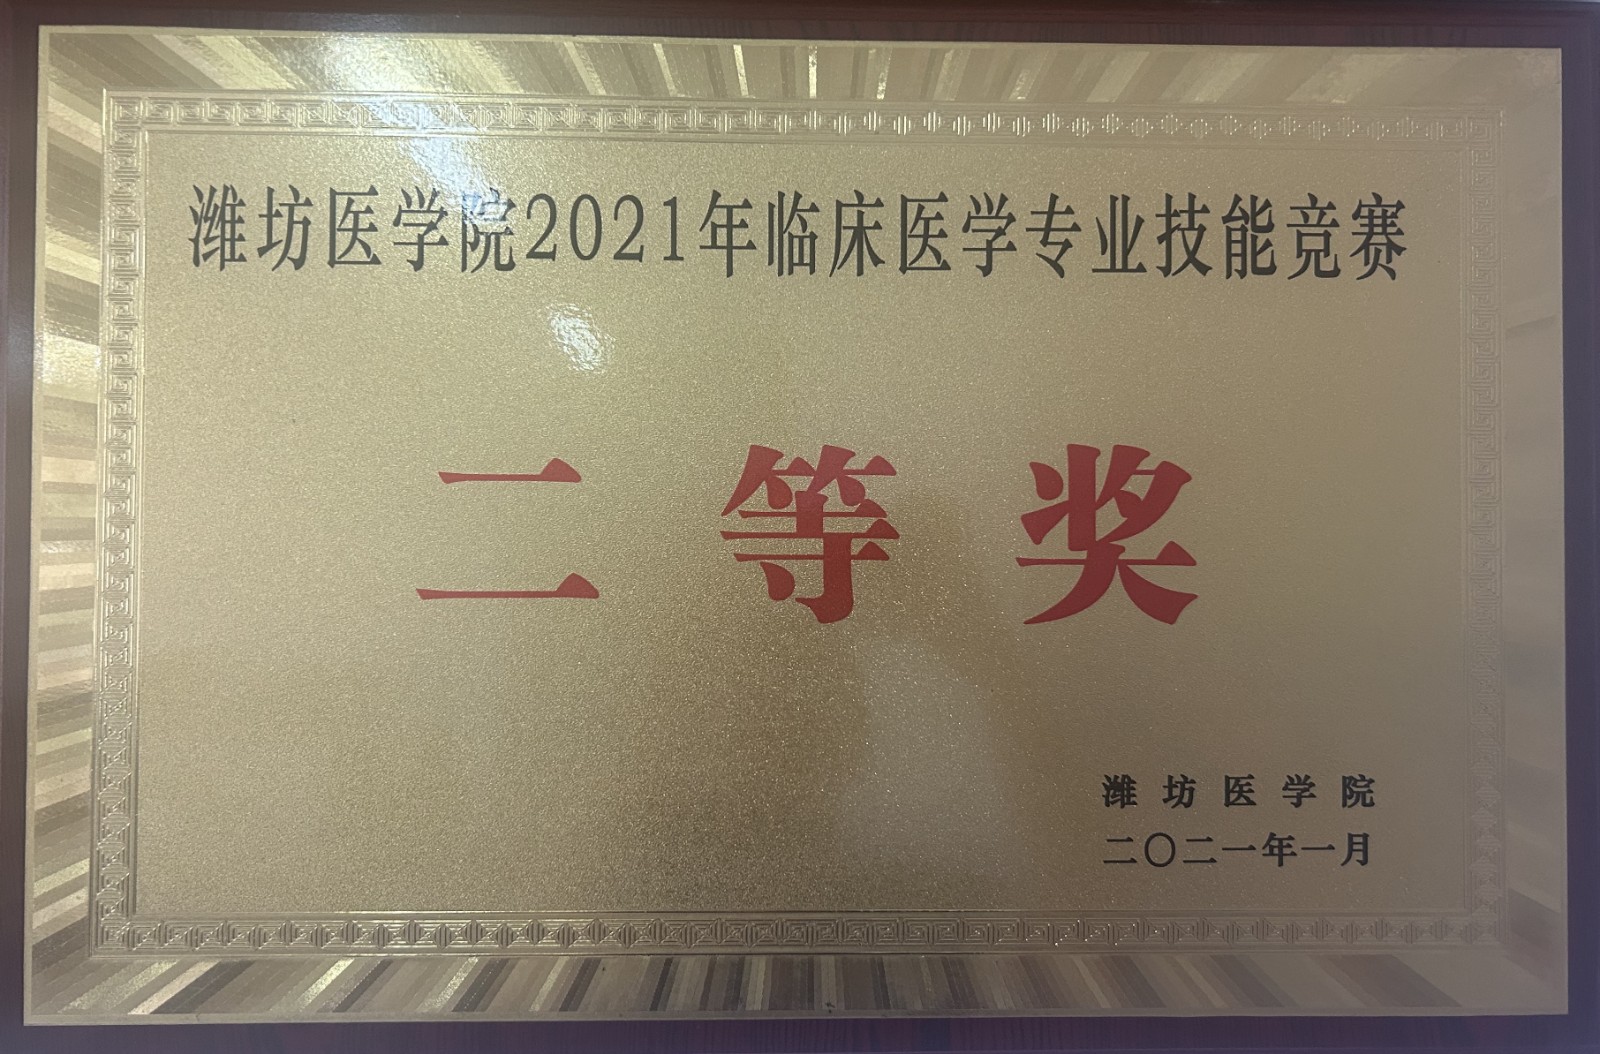 潍坊医学院2021年临床医学专业技能竞赛
二等奖
潍坊医学院
二〇二一年一月